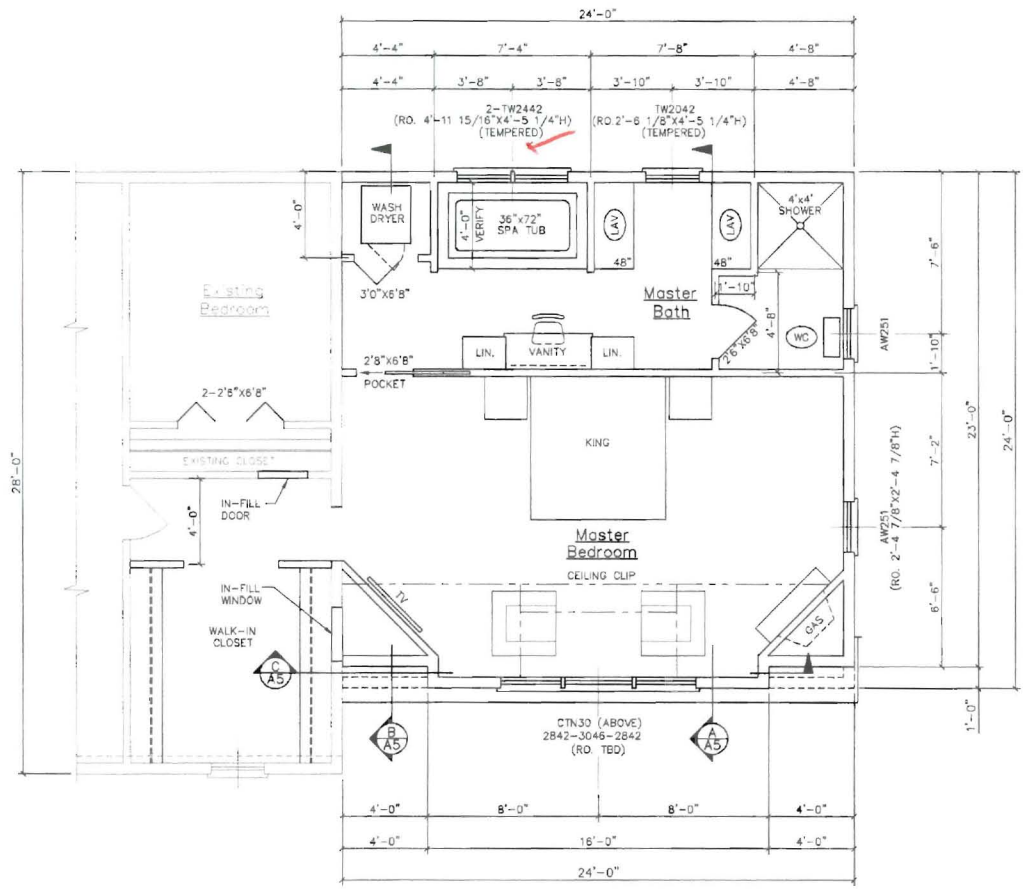 24'-0"
4'-4" 7'-4" 7'-8" 4'-8"
4'-4" 3'-8" 3'-8" 3'-10" 3'-10" 4'-8"
2-TW2442
(RO. 4'-11 15/16"X4'-5 1/4"H)
(TEMPERED)
TW2042
(RO.2'-6 1/8"X4'-5 1/4"H)
(TEMPERED)
28'-0"
4'-0"
WASH
DRYER
3'0"X6'8"
4'-0"
VERIFY
36"x72"
SPA TUB
LAV
48"
LAV
48"
4'x4'
SHOWER
7'-6"
Existing
Bedroom
Master
Bath
1'-10"
4'-8"
2'6"X6'8"
WC
AW251
1'-10"
LIN.
VANITY
LIN.
2'8"X6'8"
POCKET
2-2'6"X6'8"
KING
EXISTING CLOSET
IN-FILL
DOOR
4'-0"
Master
Bedroom
CEILING CLIP
7'-2"
23'-0"
24'-0"
AW251
(RO. 2'-4 7/8"X2'-4 7/8"H)
IN-FILL
WINDOW
TV
GAS
6'-6"
WALK-IN
CLOSET
C
A5
B
A5
CTN30 (ABOVE)
2842-3046-2842
(RO. TBD)
A
A5
1'-0"
4'-0" 8'-0" 8'-0" 4'-0"
4'-0" 16'-0" 4'-0"
24'-0"